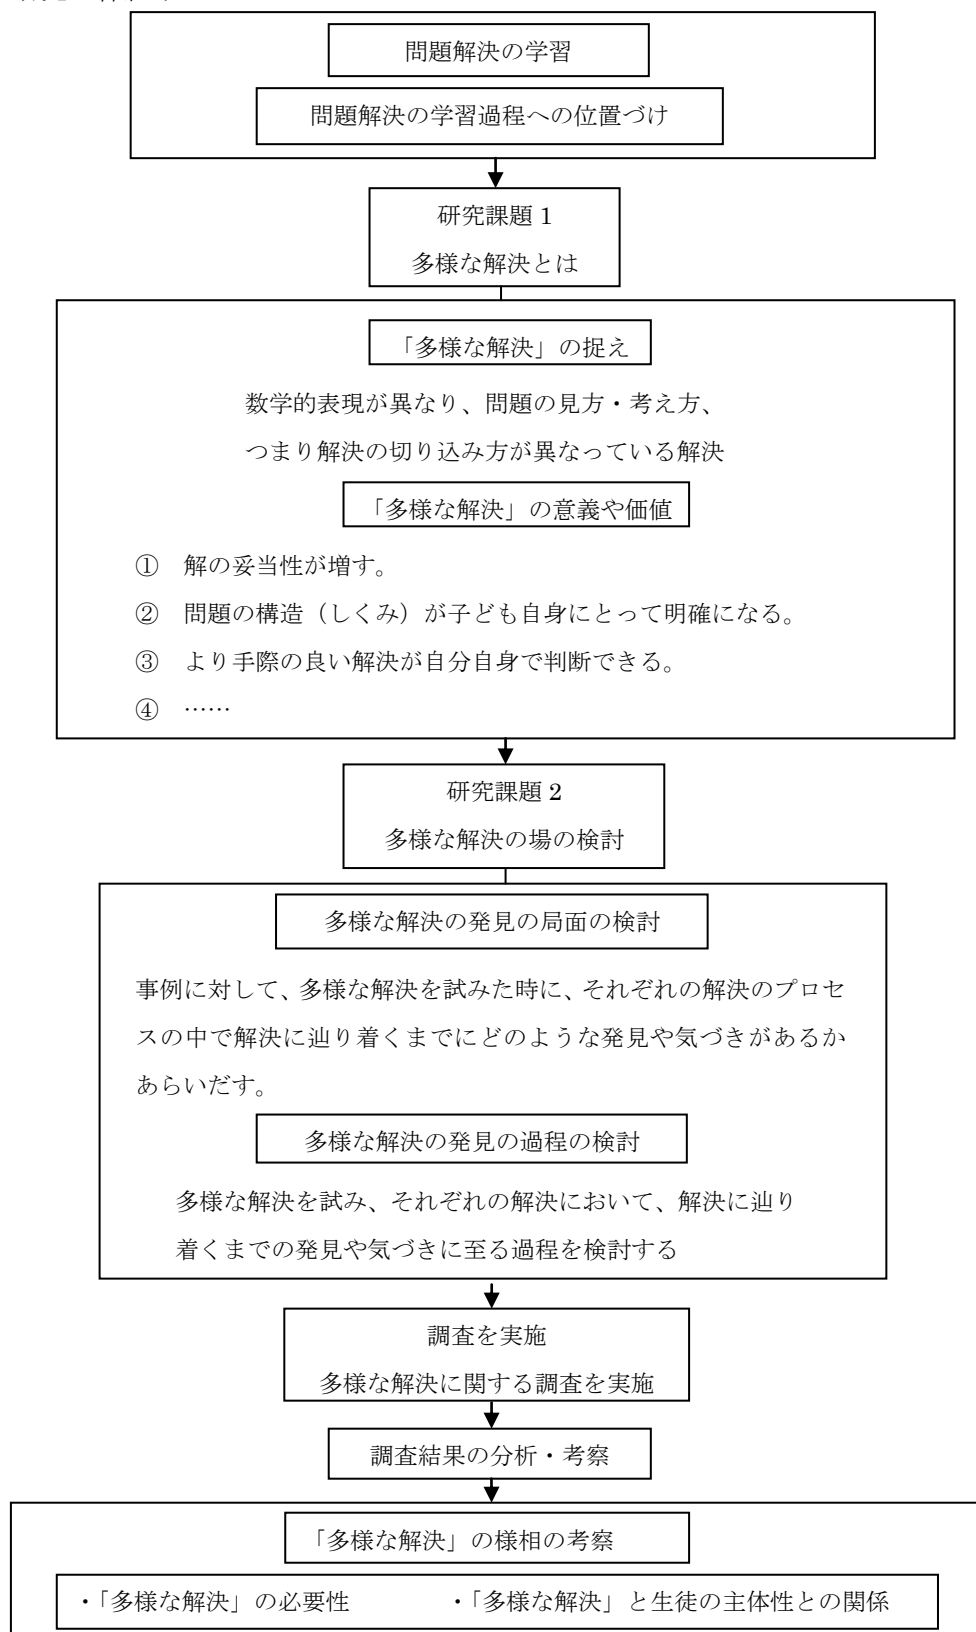 問題解決の学習
問題解決の学習過程への位置づけ
研究課題 1
多様な解決とは
「多様な解決」の捉え
数学的表現が異なり、問題の見方・考え方、
つまり解決の切り込み方が異なっている解決
「多様な解決」の意義や価値
① 解の妥当性が増す。
② 問題の構造（しくみ）が子ども自身にとって明確になる。
③ より手際の良い解決が自分自身で判断できる。
④ ……
研究課題 2
多様な解決の場の検討
多様な解決の発見の局面の検討
事例に対して、多様な解決を試みた時に、それぞれの解決のプロセ
スの中で解決に辿り着くまでにどのような発見や気づきがあるか
あらいだす。
多様な解決の発見の過程の検討
多様な解決を試み、それぞれの解決において、解決に辿り
着くまでの発見や気づきに至る過程を検討する
調査を実施
多様な解決に関する調査を実施
調査結果の分析・考察
「多様な解決」の様相の考察
・「多様な解決」の必要性 ・「多様な解決」と生徒の主体性との関係